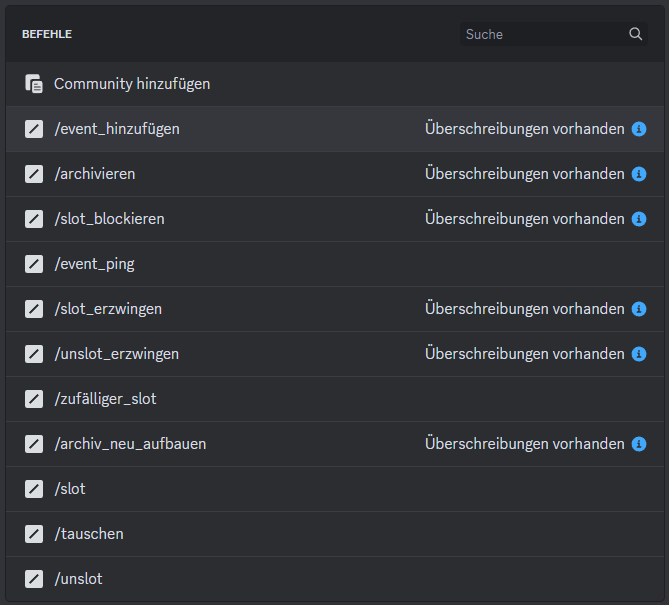 BEFEHLE
Suche
Community hinzufügen
/event_hinzufügen Überschreibungen vorhanden
/archivieren Überschreibungen vorhanden
/slot_blockieren Überschreibungen vorhanden
/event_ping
/slot_erzwingen Überschreibungen vorhanden
/unslot_erzwingen Überschreibungen vorhanden
/zufälliger_slot
/archiv_neu_aufbauen Überschreibungen vorhanden
/slot
/tauschen
/unslot